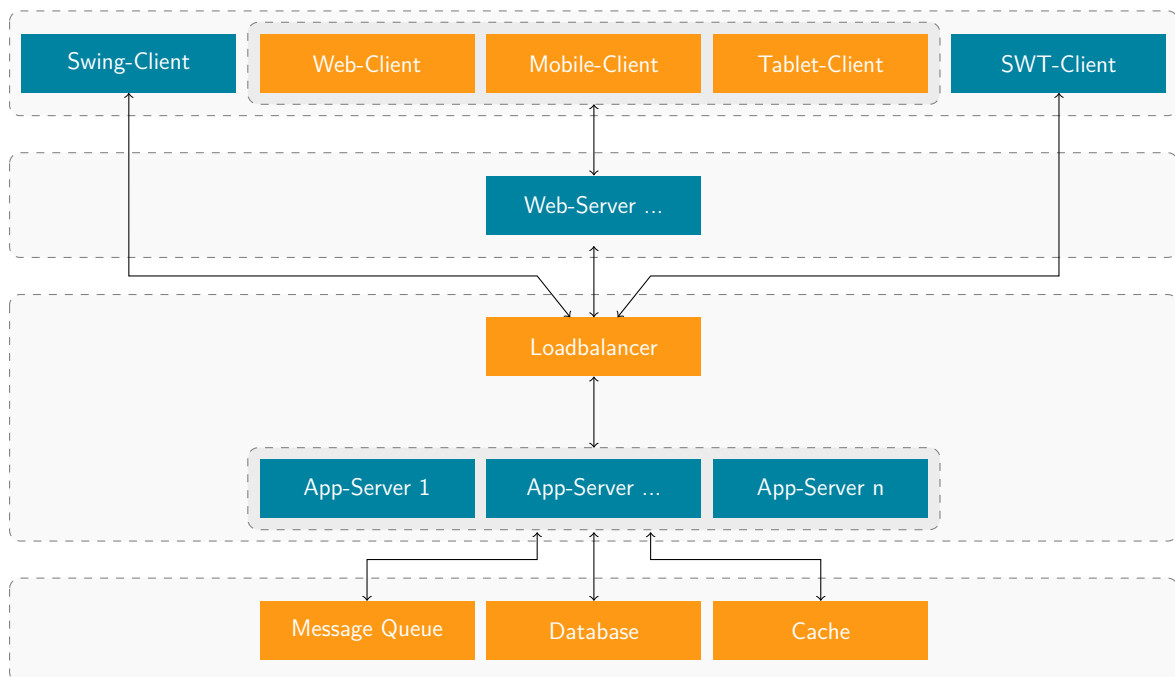 Swing-Client
Web-Client
Mobile-Client
Tablet-Client
SWT-Client
Web-Server ...
Loadbalancer
App-Server 1
App-Server ...
App-Server n
Message Queue
Database
Cache